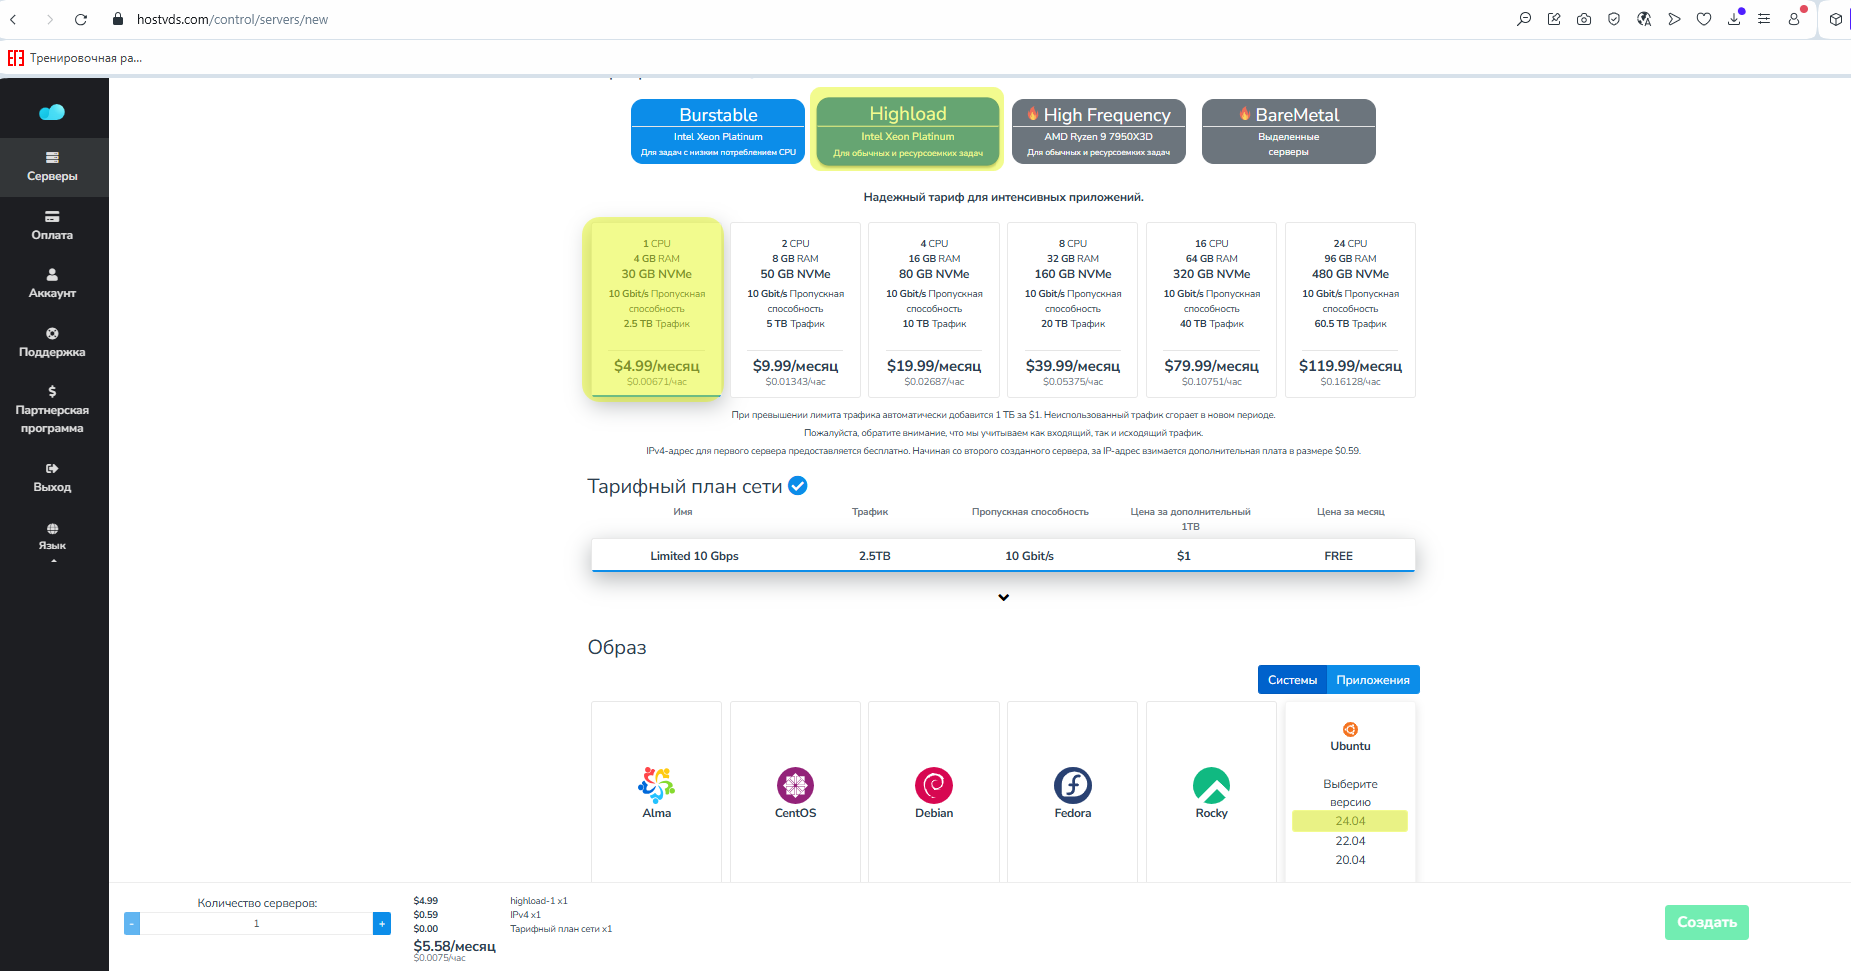 hostvds.com/control/servers/new
Тренировочная ра...
Серверы
Оплата
Аккаунт
Поддержка
$
Партнерская
программа
Выход
Язык
Burstable
Intel Xeon Platinum
Для задач с низким потреблением CPU
Highload
Intel Xeon Platinum
Для обычных и ресурсоемких задач
High Frequency
AMD Ryzen 9 7950X3D
Для обычных и ресурсоемких задач
BareMetal
Выделенные
серверы
Надежный тариф для интенсивных приложений.
1 CPU
4 GB RAM
30 GB NVMe
10 Gbit/s Пропускная
способность
2.5 TB Трафик
$4.99/месяц
$0.00671/час
2 CPU
8 GB RAM
50 GB NVMe
10 Gbit/s Пропускная
способность
5 TB Трафик
$9.99/месяц
$0.01343/час
4 CPU
16 GB RAM
80 GB NVMe
10 Gbit/s Пропускная
способность
10 TB Трафик
$19.99/месяц
$0.02687/час
8 CPU
32 GB RAM
160 GB NVMe
10 Gbit/s Пропускная
способность
20 TB Трафик
$39.99/месяц
$0.05375/час
16 CPU
64 GB RAM
320 GB NVMe
10 Gbit/s Пропускная
способность
40 TB Трафик
$79.99/месяц
$0.10751/час
24 CPU
96 GB RAM
480 GB NVMe
10 Gbit/s Пропускная
способность
60.5 TB Трафик
$119.99/месяц
$0.16128/час
При превышении лимита трафика автоматически добавится 1 ТБ за $1. Неиспользованный трафик сгорает в новом периоде.
Пожалуйста, обратите внимание, что мы учитываем как входящий, так и исходящий трафик.
IPv4-адрес для первого сервера предоставляется бесплатно. Начиная со второго созданного сервера, за IP-адрес взимается дополнительная плата в размере $0.59.
Тарифный план сети
Имя Трафик Пропускная способность Цена за дополнительный Цена за месяц
1TB
Limited 10 Gbps 2.5TB 10 Gbit/s $1 FREE
Образ
Системы Приложения
Alma
CentOS
Debian
Fedora
Rocky
Ubuntu
Выберите
версию
24.04
22.04
20.04
Количество серверов:
- 1 +
$4.99 highload-1 x1
$0.59 IPv4 x1
$0.00 Тарифный план сети x1
$5.58/месяц
$0.0075/час
Создать